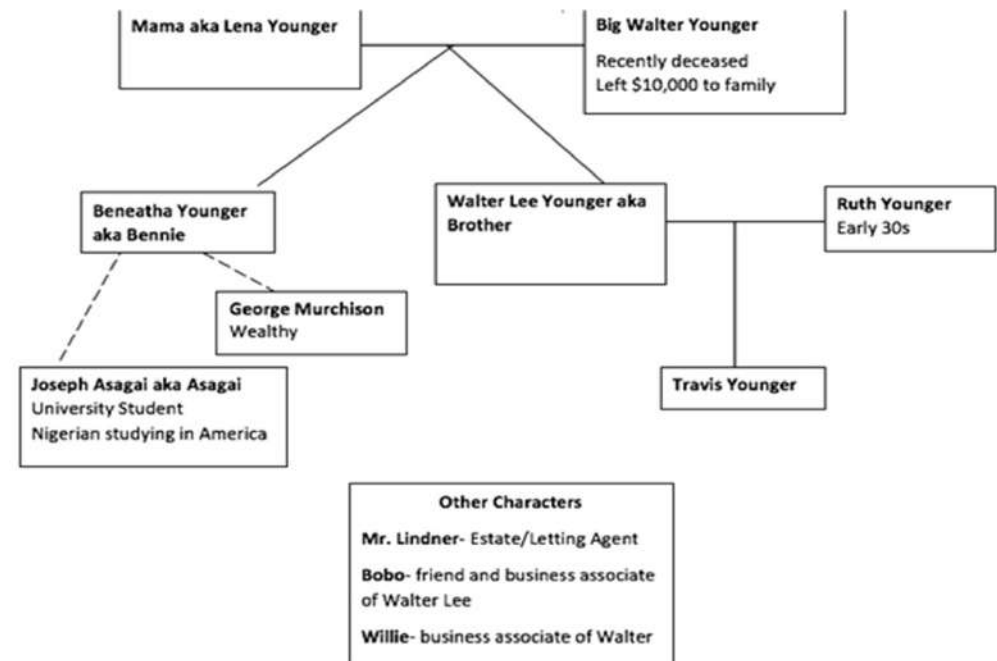 Mama aka Lena Younger
Big Walter Younger
Recently deceased
Left $10,000 to family
Beneatha Younger
aka Bennie
Walter Lee Younger aka
Brother
Ruth Younger
Early 30s
George Murchison
Wealthy
Joseph Asagai aka Asagai
University Student
Nigerian studying in America
Travis Younger
Other Characters
Mr. Lindner- Estate/Letting Agent
Bobo- friend and business associate
of Walter Lee
Willie- business associate of Walter